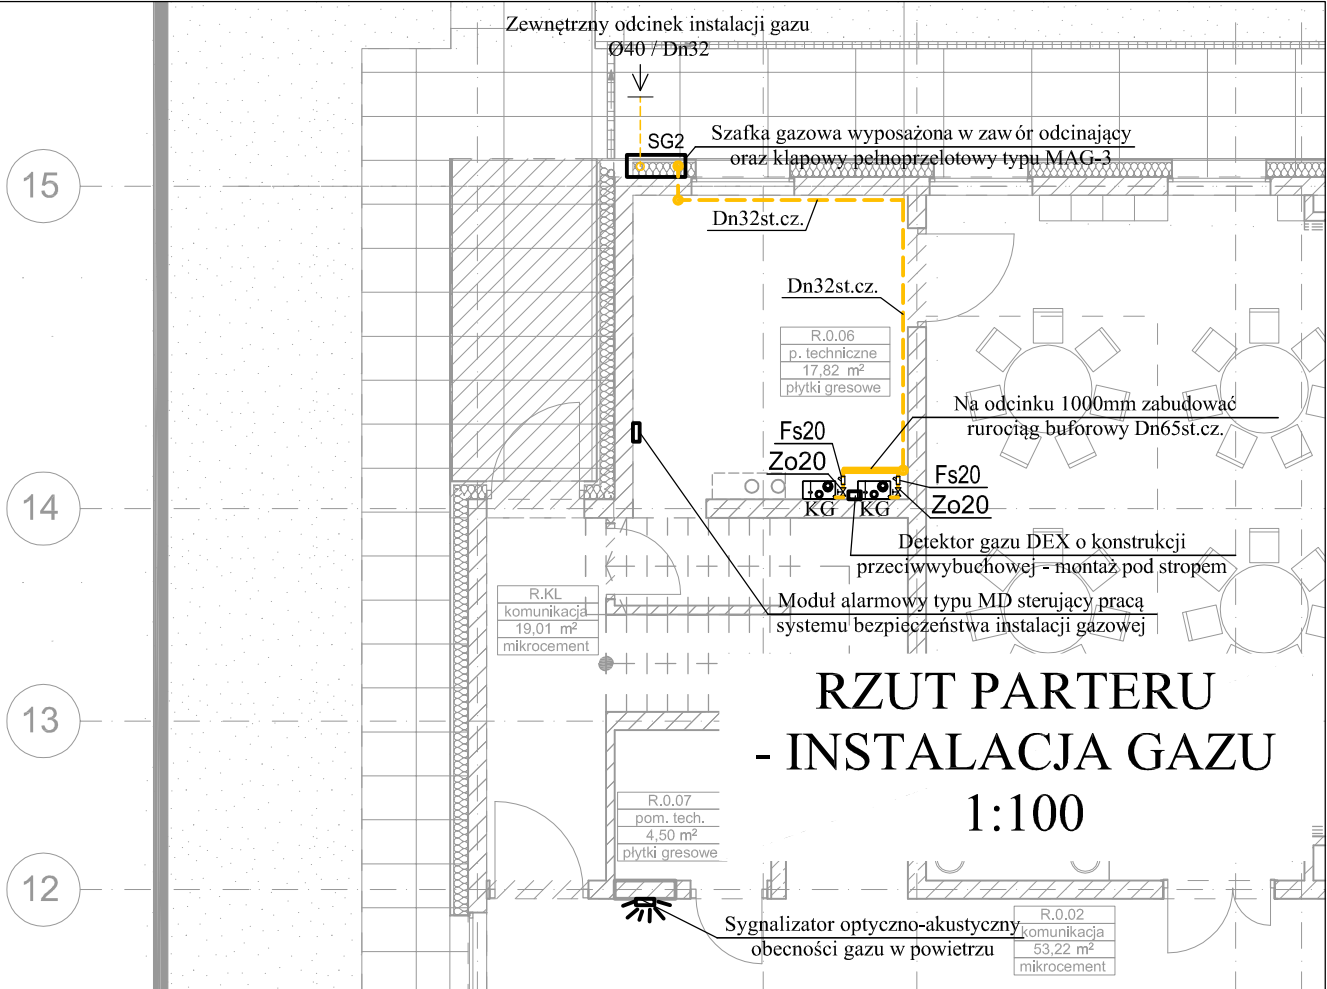 Zewnętrzny odcinek instalacji gazu
Ø40 / Dn32
SG2
Szafka gazowa wyposażona w zawór odcinający
oraz klapowy pełnoprzelotowy typu MAG-3
15
Dn32st.cz.
Dn32st.cz.
R.0.06
p. techniczne
17,82 m²
płytki gresowe
Na odcinku 1000mm zabudować
rurociąg buforowy Dn65st.cz.
Fs20
Zo20
Fs20
Zo20
14
KG
KG
Detektor gazu DEX o konstrukcji
przeciwwybuchowej - montaż pod stropem
R.KL
komunikacja
19,01 m²
mikrocement
Moduł alarmowy typu MD sterujący pracą
systemu bezpieczeństwa instalacji gazowej
13
RZUT PARTERU
- INSTALACJA GAZU
1:100
R.0.07
pom. tech.
4,50 m²
płytki gresowe
12
Sygnalizator optyczno-akustyczny
obecności gazu w powietrzu
R.0.02
komunikacja
53,22 m²
mikrocement